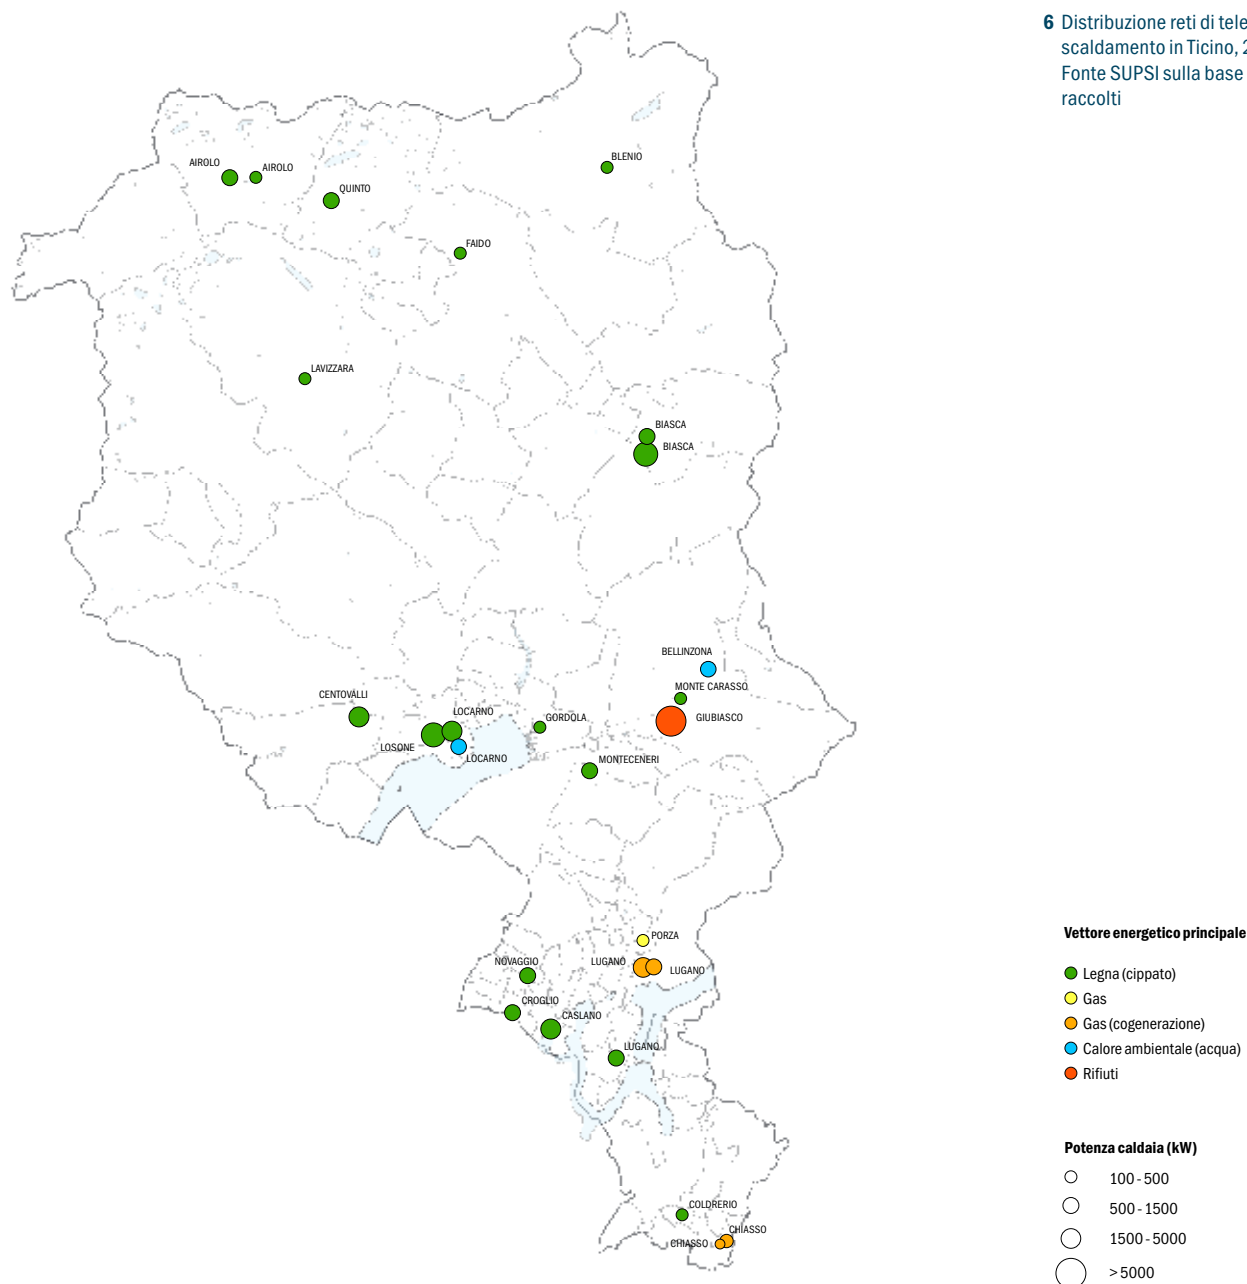 6 Distribuzione reti di tele
scaldamento in Ticino, 2
Fonte SUPSI sulla base
raccolti
BLENIO
AIROLO
AIROLO
QUINTO
FAIDO
LAVIZZARA
BIASCA
BIASCA
BELLINZONA
MONTE CARASSO
CENTOVALLI
LOCARNO
GORDOLA
GIUBIASCO
LOSONE
LOCARNO
MONTECENERI
PORZA
LUGANO
LUGANO
NOVAGGIO
CROGLIO
CASLANO
LUGANO
COLDRERIO
CHIASSO
CHIASSO
Vettore energetico principale
Legna (cippato)
Gas
Gas (cogenerazione)
Calore ambientale (acqua)
Rifiuti
Potenza caldaia (kW)
100 - 500
500 - 1500
1500 - 5000
> 5000